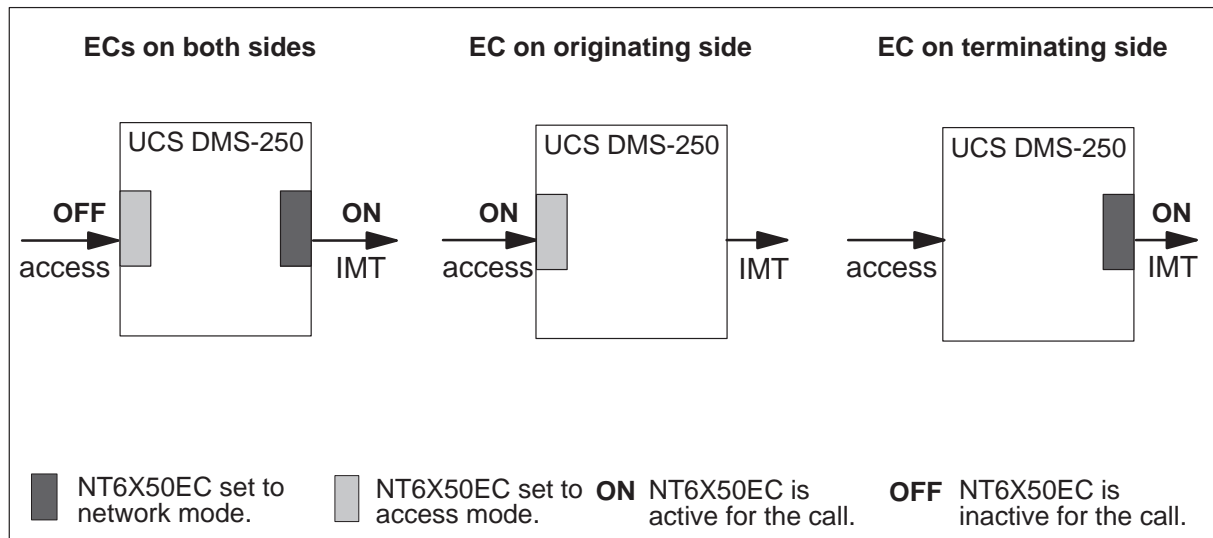 ECs on both sides
EC on originating side
EC on terminating side
UCS DMS-250
OFF
access
ON
IMT
UCS DMS-250
ON
access
IMT
UCS DMS-250
access
ON
IMT
NT6X50EC set to
network mode.
NT6X50EC set to
access mode.
ON NT6X50EC is
active for the call.
OFF NT6X50EC is
inactive for the call.